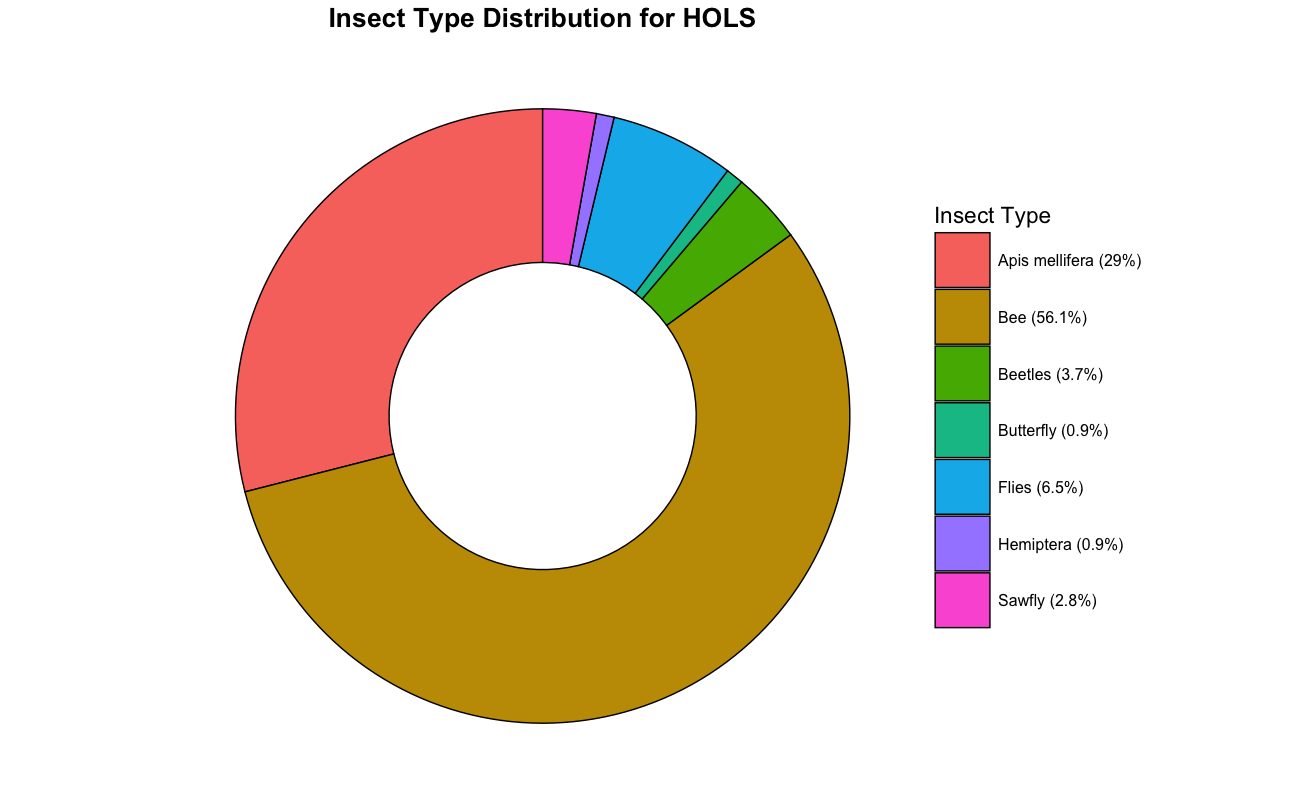 Insect Type Distribution for HOLS
Insect Type
Apis mellifera (29%)
Bee (56.1%)
Beetles (3.7%)
Butterfly (0.9%)
Flies (6.5%)
Hemiptera (0.9%)
Sawfly (2.8%)